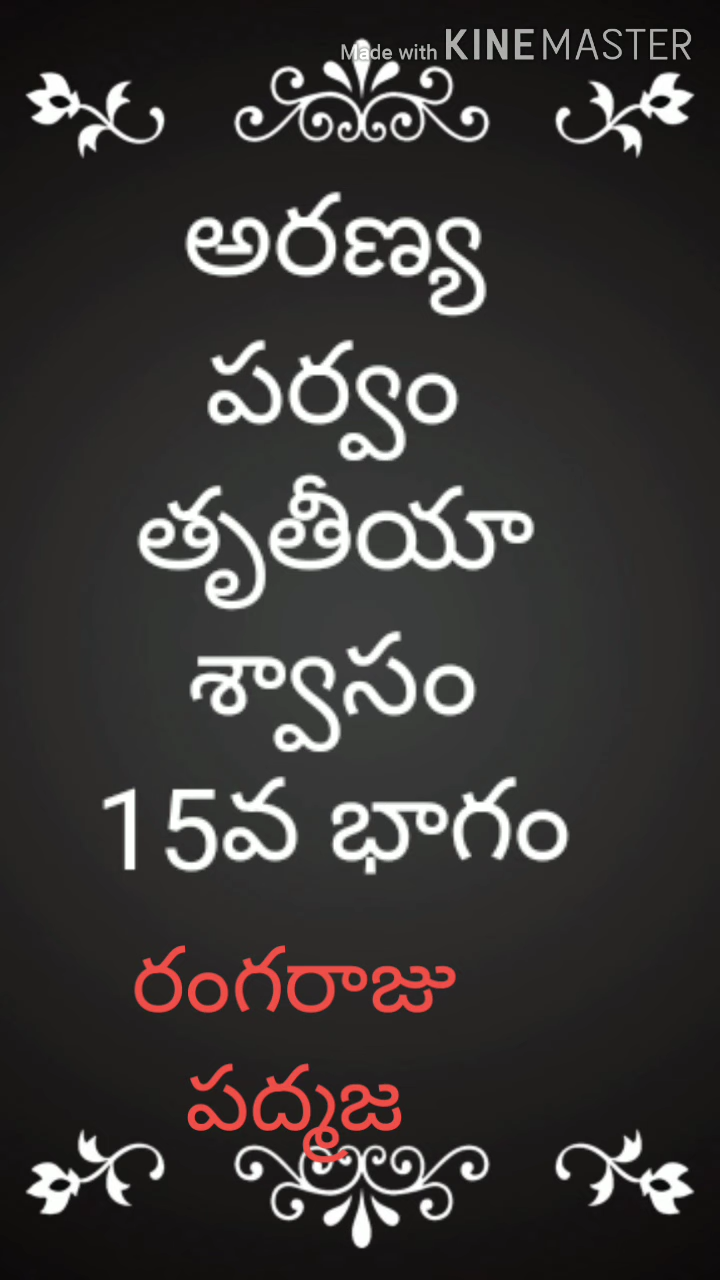 Made with KINEMASTER
అరణ్య
పర్వం
తృతీయా
శ్వాసం
15వ భాగం
రంగరాజు
పద్మజ